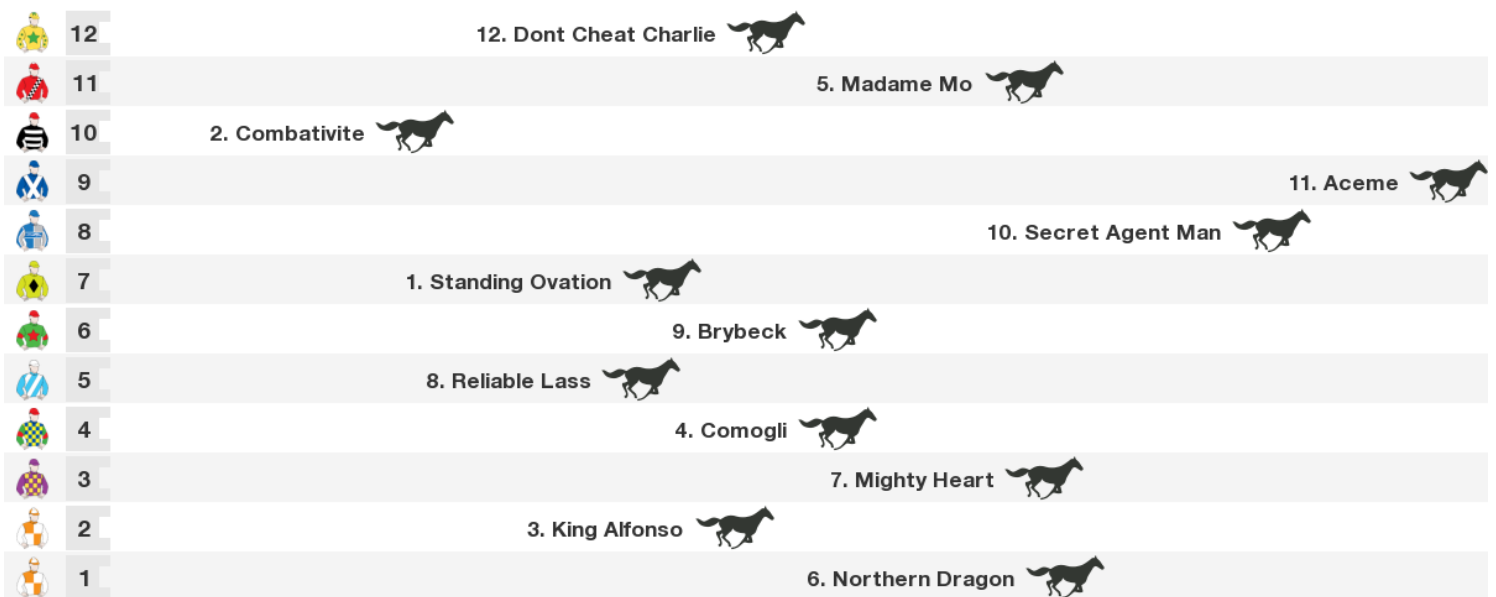 12 12. Dont Cheat Charlie
11 5. Madame Mo
10 2. Combativite
9 11. Aceme
8 10. Secret Agent Man
7 1. Standing Ovation
6 9. Brybeck
5 8. Reliable Lass
4 4. Comogli
3 7. Mighty Heart
2 3. King Alfonso
1 6. Northern Dragon